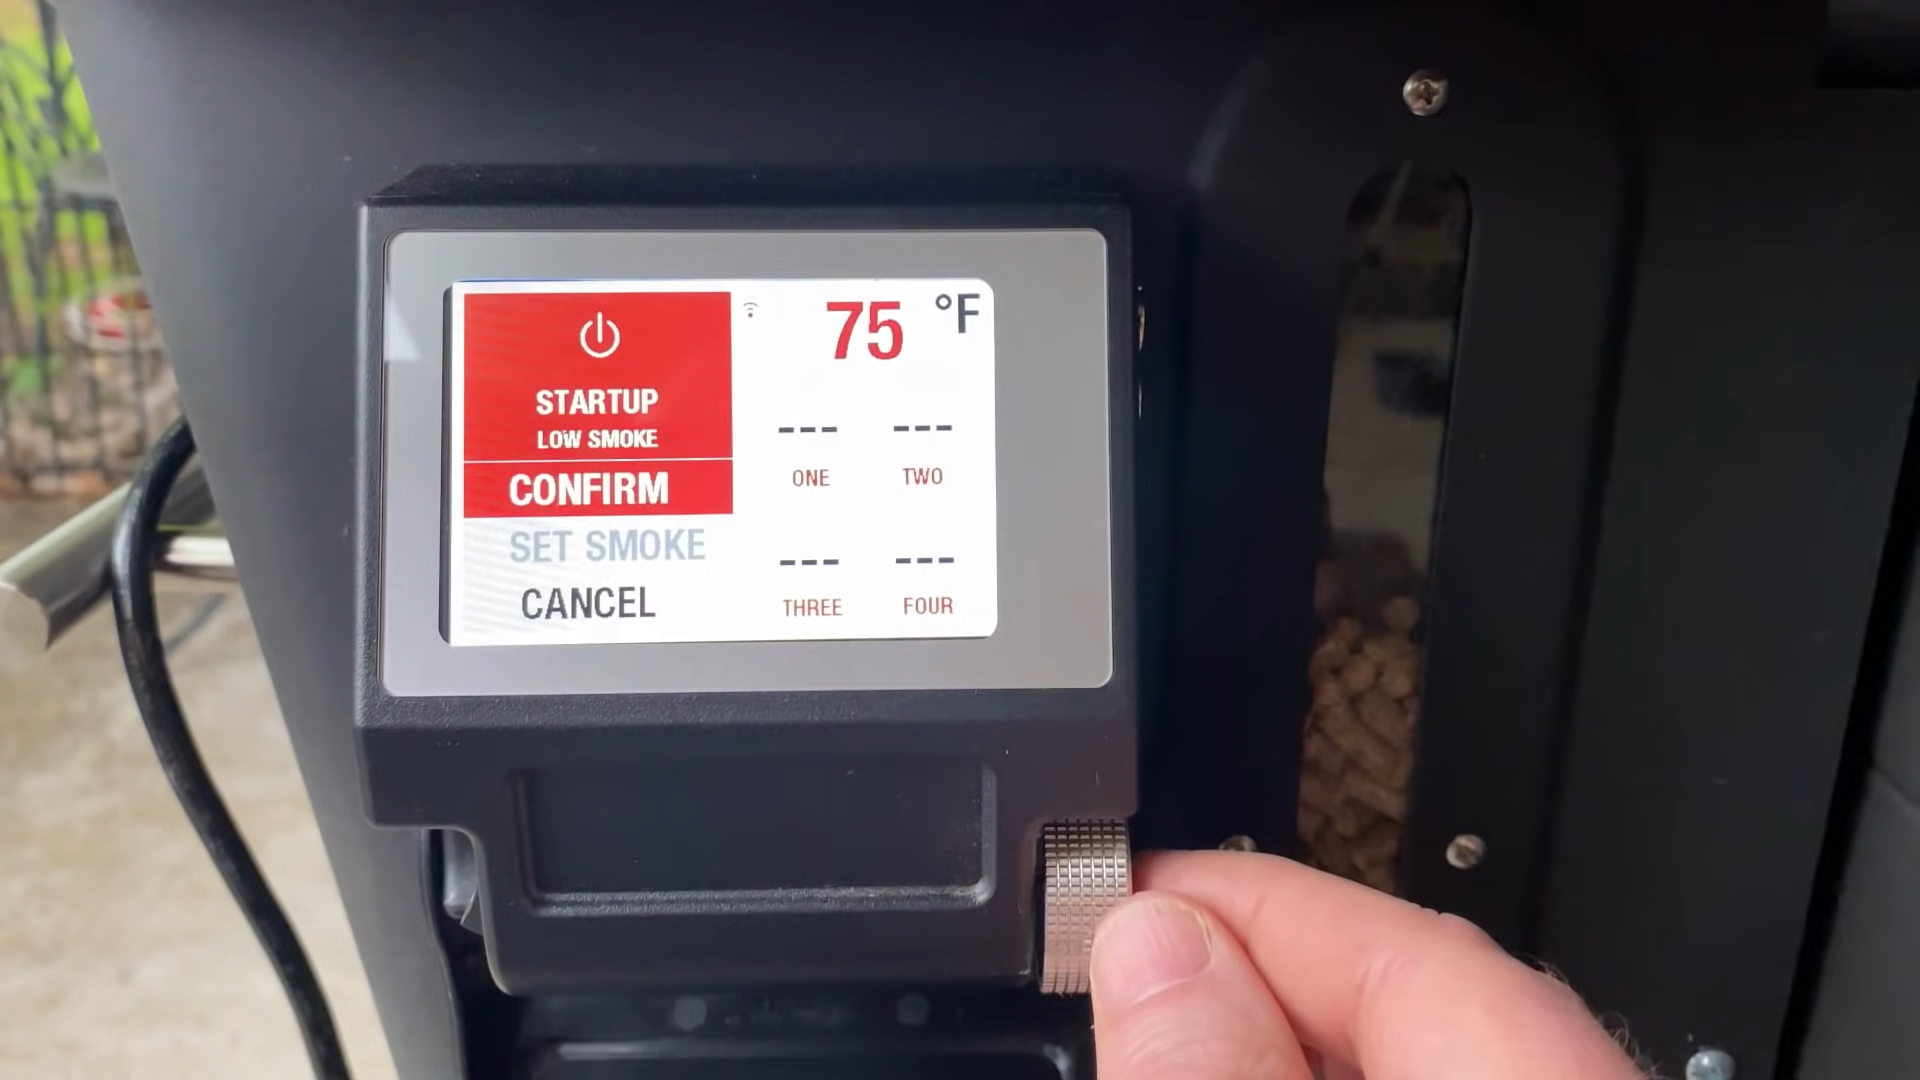 STARTUP
LOW SMOKE
CONFIRM
SET SMOKE
CANCEL
75 °F
--- ---
ONE TWO
--- ---
THREE FOUR